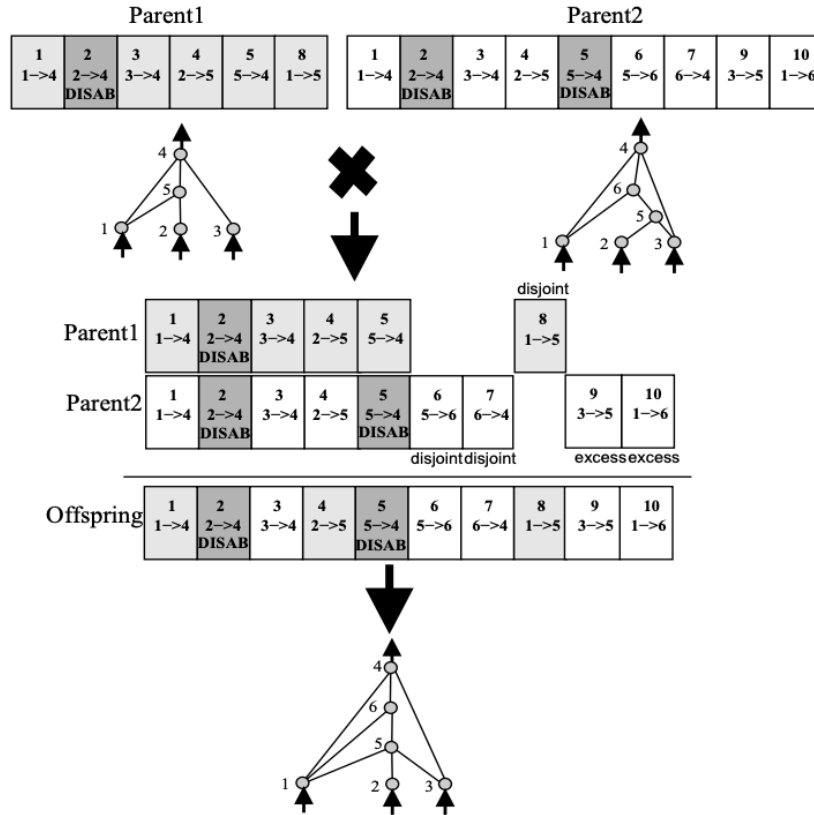 Parent1 Parent2
1 2 3 4 5 8 1 2 3 4 5 6 7 9 10
1->4 2->4 3->4 2->5 5->4 1->5 1->4 2->4 3->4 2->5 5->4 5->6 6->4 3->5 1->6
DISAB DISAB DISAB
4 4
5 6
5
1 2 3 1 2 3
disjoint
Parent1 1 2 3 4 5 8
1->4 2->4 3->4 2->5 5->4 1->5
DISAB
Parent2 1 2 3 4 5 6 7 9 10
1->4 2->4 3->4 2->5 5->4 5->6 6->4 3->5 1->6
DISAB DISAB
disjoint disjoint excess excess
Offspring 1 2 3 4 5 6 7 8 9 10
1->4 2->4 3->4 2->5 5->4 5->6 6->4 1->5 3->5 1->6
DISAB DISAB
4
6
5
1 2 3